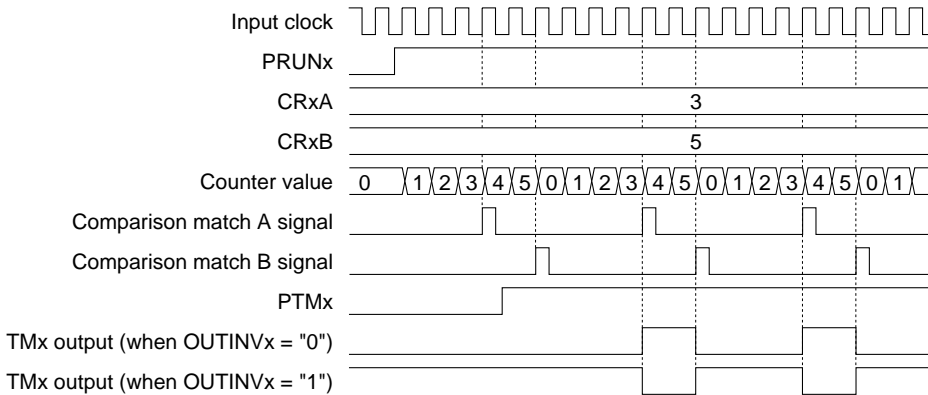 Input clock
PRUNx
CRxA 3
CRxB 5
Counter value 0 1 2 3 4 5 0 1 2 3 4 5 0 1 2 3 4 5 0 1
Comparison match A signal
Comparison match B signal
PTMx
TMx output (when OUTINVx = "0")
TMx output (when OUTINVx = "1")